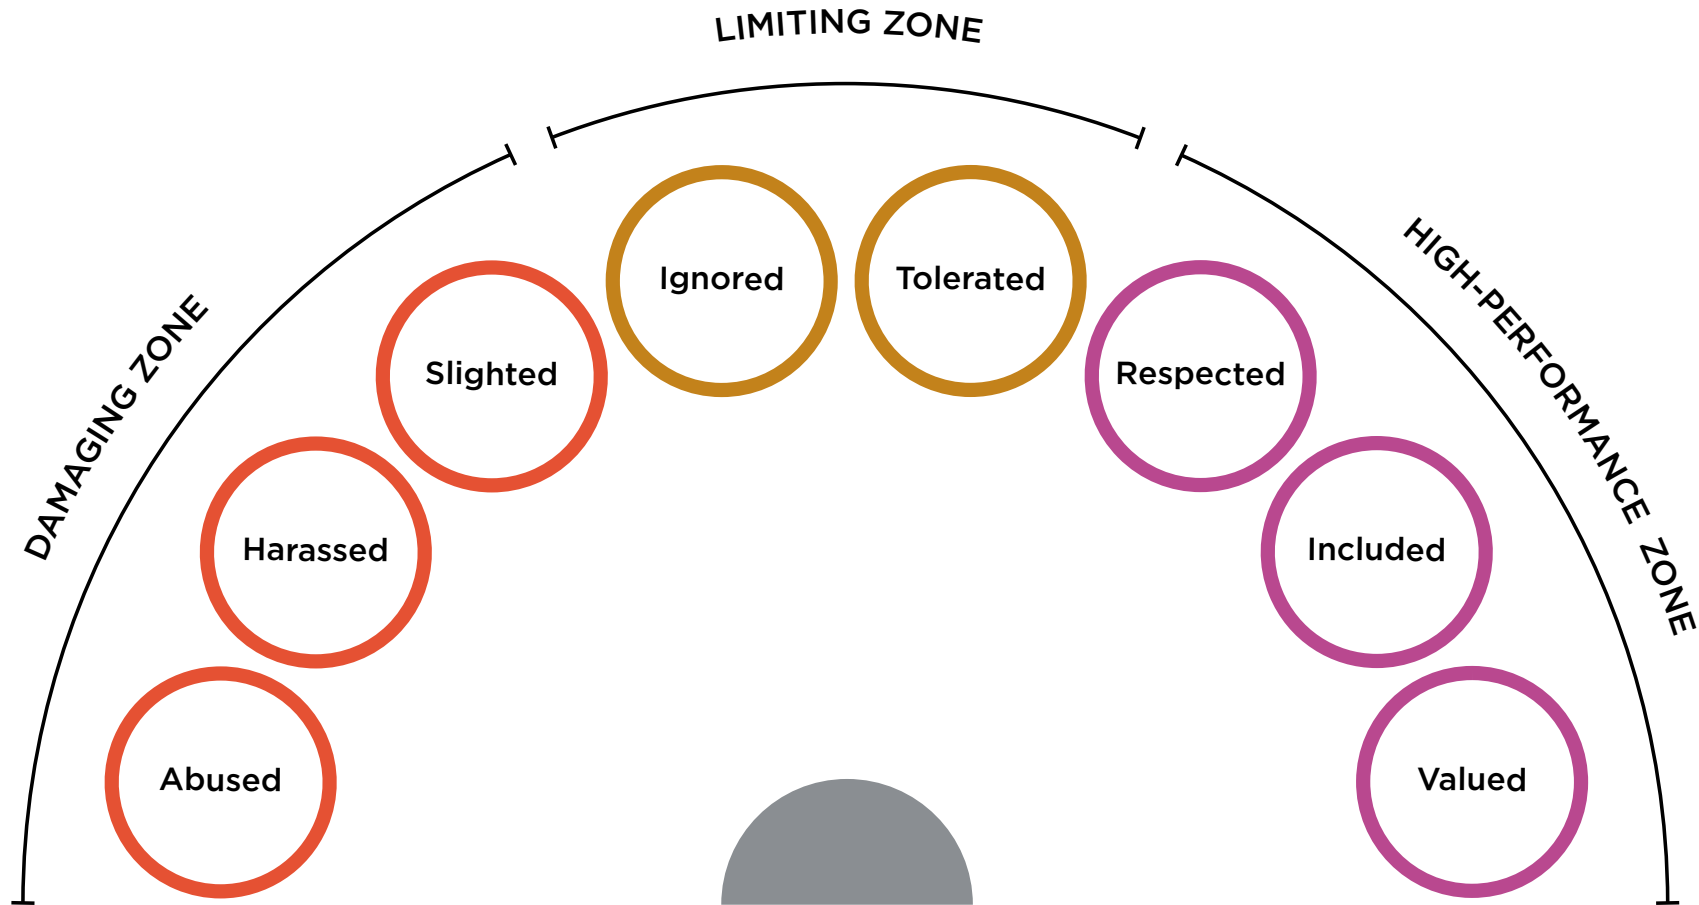 LIMITING ZONE
DAMAGING ZONE
HIGH-PERFORMANCE ZONE
Ignored
Tolerated
Slighted
Respected
Harassed
Included
Abused
Valued